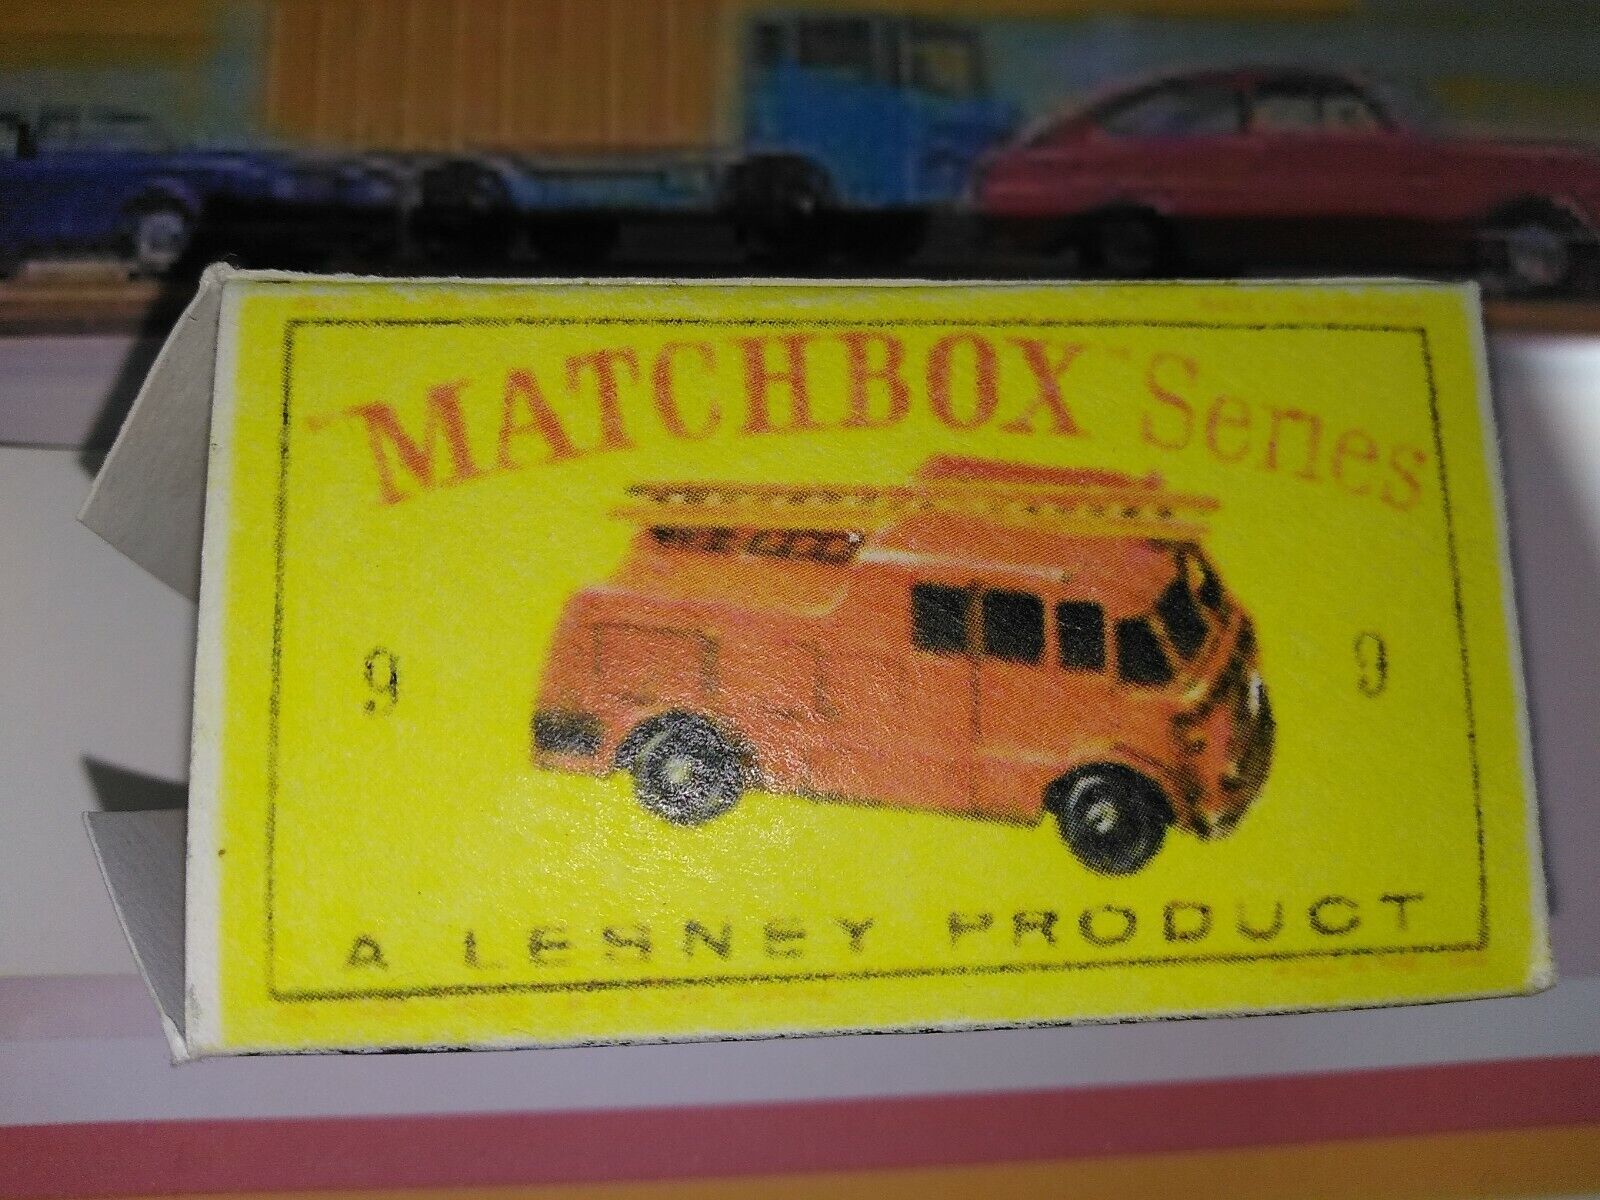 "MATCHBOX" Series
9 9
A LESNEY PRODUCT